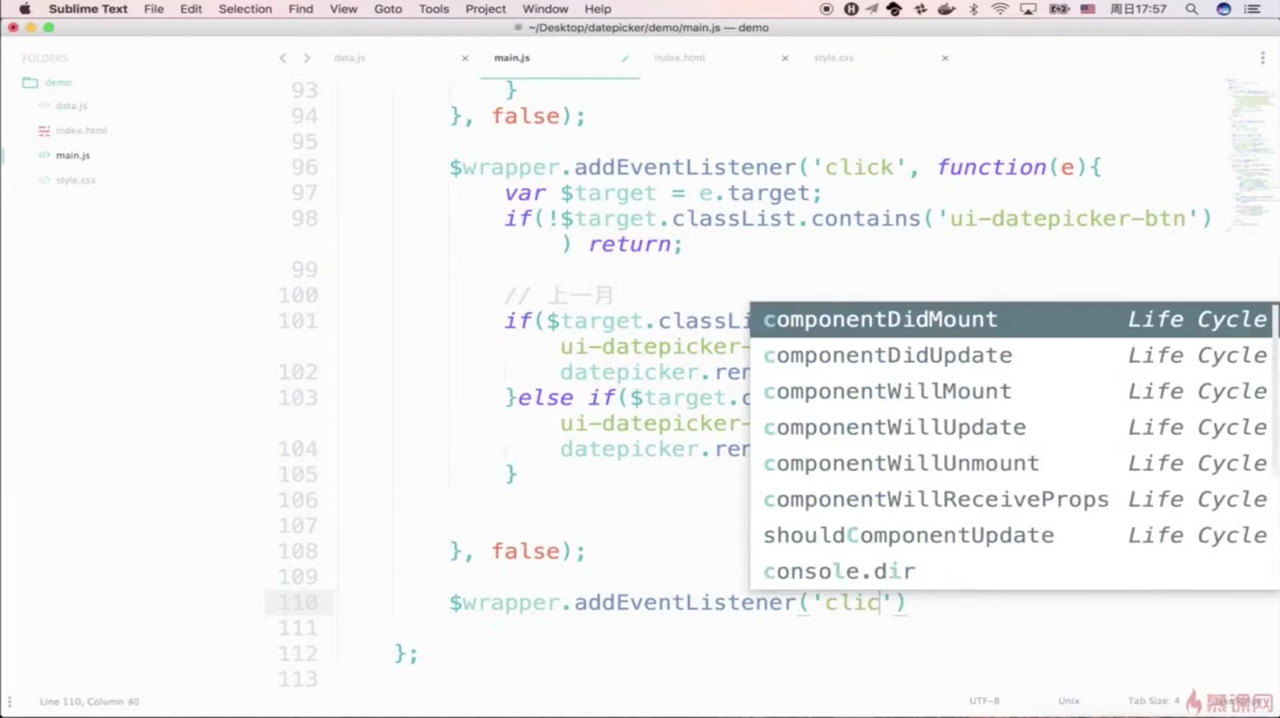 Sublime Text File Edit Selection Find View Goto Tools Project Window Help 周日17:57
~/Desktop/datepicker/demo/main.js — demo
FOLDERS
demo
data.js
index.html
main.js
style.css
data.js main.js index.html style.css
93 }
94 }, false);
95
96 $wrapper.addEventListener('click', function(e){
97 var $target = e.target;
98 if(!$target.classList.contains('ui-datepicker-btn')
) return;
99
100 // 上一月
101 if($target.classLi
ui-datepicker-
102 datepicker.ren
103 }else if($target.c
ui-datepicker-
104 datepicker.ren
105 }
106
107
108 }, false);
109
110 $wrapper.addEventListener('clic')
111
112 };
113
componentDidMount Life Cycle
componentDidUpdate Life Cycle
componentWillMount Life Cycle
componentWillUpdate Life Cycle
componentWillUnmount Life Cycle
componentWillReceiveProps Life Cycle
shouldComponentUpdate Life Cycle
console.dir
Line 110, Column 40 UTF-8 Unix Tab Size: 4
慕课网